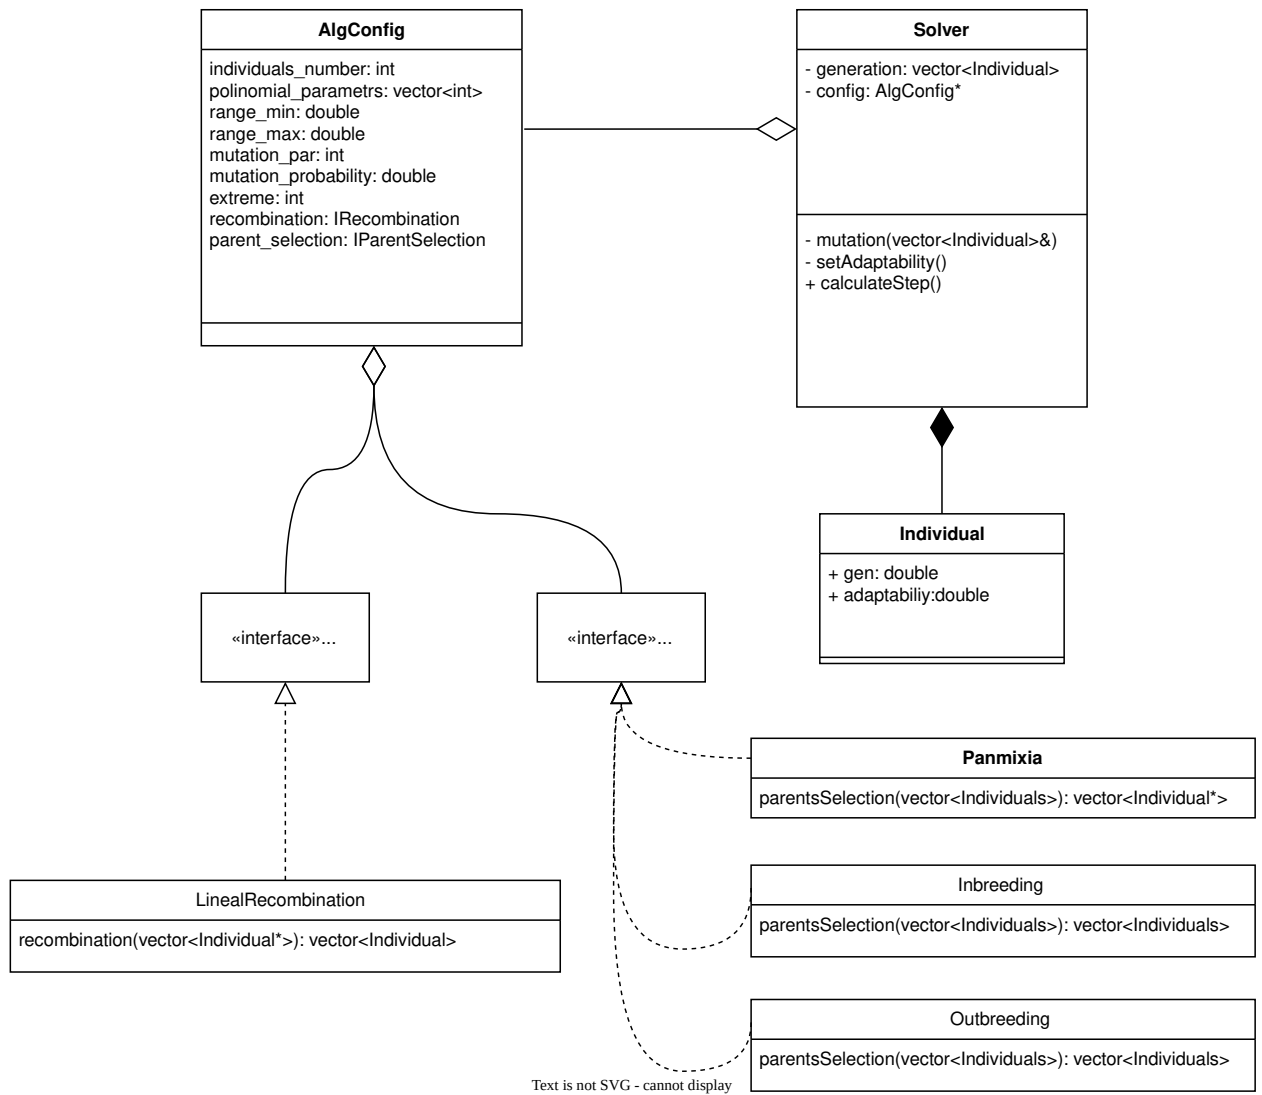 AlgConfig
individuals_number: int
polinomial_parametrs: vector<int>
range_min: double
range_max: double
mutation_par: int
mutation_probability: double
extreme: int
recombination: IRecombination
parent_selection: IParentSelection
Solver
- generation: vector<Individual>
- config: AlgConfig*
- mutation(vector<Individual>&)
- setAdaptability()
+ calculateStep()
Individual
+ gen: double
+ adaptabiliy:double
«interface»...
«interface»...
Panmixia
parentsSelection(vector<Individuals>): vector<Individual*>
LinealRecombination
recombination(vector<Individual*>): vector<Individual>
Inbreeding
parentsSelection(vector<Individuals>): vector<Individuals>
Outbreeding
parentsSelection(vector<Individuals>): vector<Individuals>
Text is not SVG - cannot display